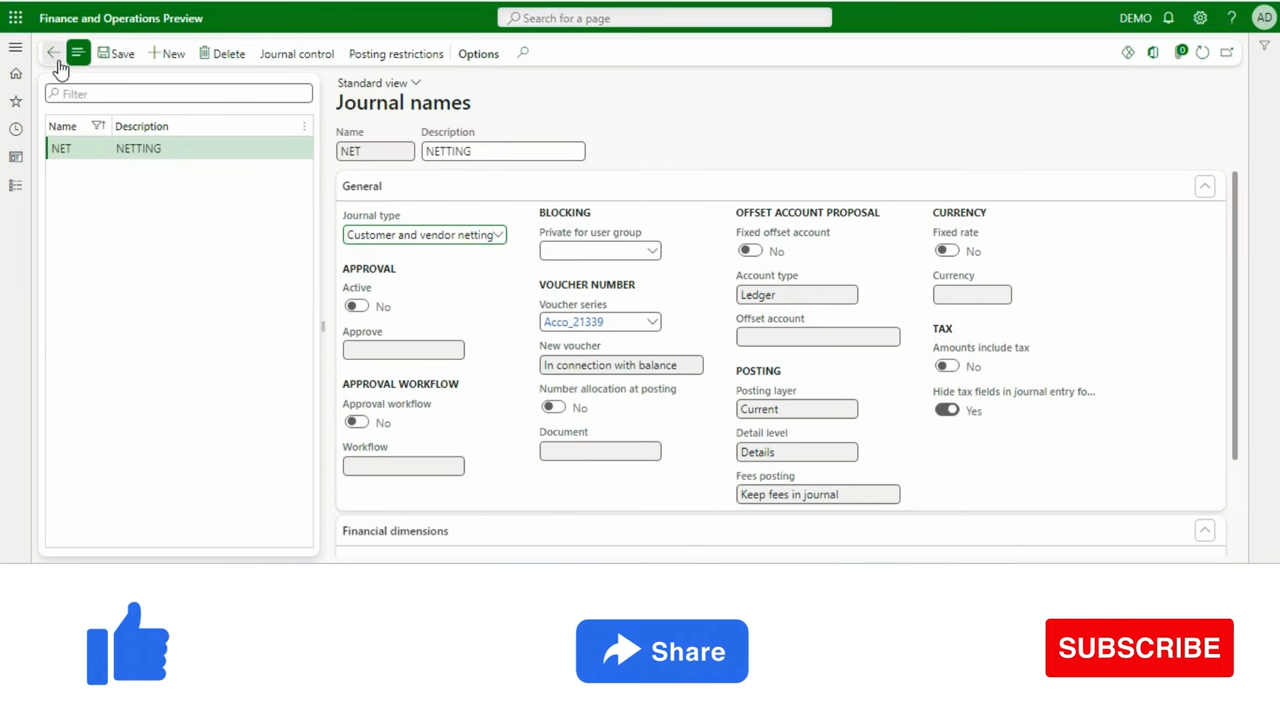 Finance and Operations Preview
Search for a page
DEMO
?
AD
Save
New
Delete
Journal control
Posting restrictions
Options
0
Filter
Name
Description
NET
NETTING
Standard view
Journal names
Name
Description
NET
NETTING
General
Journal type
Customer and vendor netting
APPROVAL
Active
No
Approve
APPROVAL WORKFLOW
Approval workflow
No
Workflow
BLOCKING
Private for user group
VOUCHER NUMBER
Voucher series
Acco_21339
New voucher
In connection with balance
Number allocation at posting
No
Document
OFFSET ACCOUNT PROPOSAL
Fixed offset account
No
Account type
Ledger
Offset account
POSTING
Posting layer
Current
Detail level
Details
Fees posting
Keep fees in journal
CURRENCY
Fixed rate
No
Currency
TAX
Amounts include tax
No
Hide tax fields in journal entry fo...
Yes
Financial dimensions
Share
SUBSCRIBE